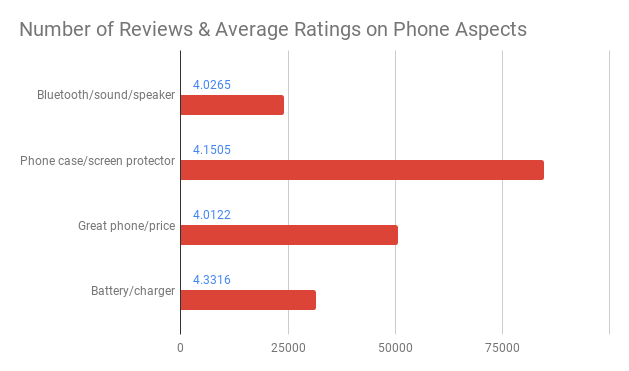 Number of Reviews & Average Ratings on Phone Aspects
Bluetooth/sound/speaker
4.0265
Phone case/screen protector
4.1505
Great phone/price
4.0122
Battery/charger
4.3316
0 25000 50000 75000